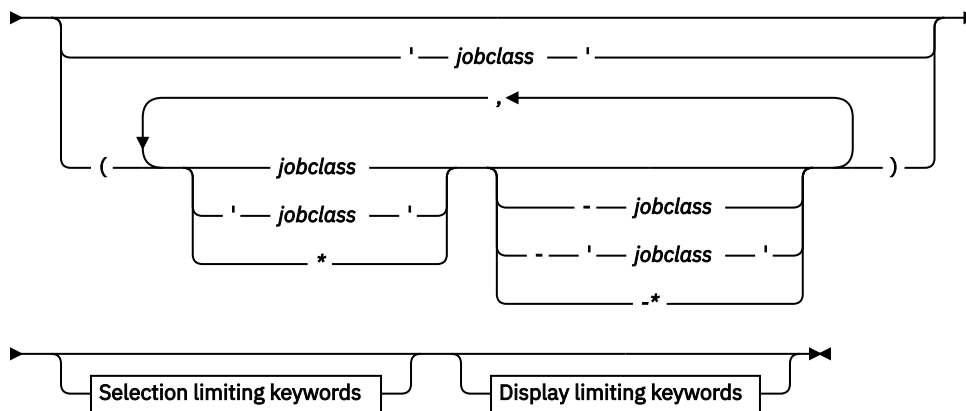 ' jobclass '
,
( jobclass )
' jobclass '
*
- jobclass
- ' jobclass '
-*
Selection limiting keywords
Display limiting keywords